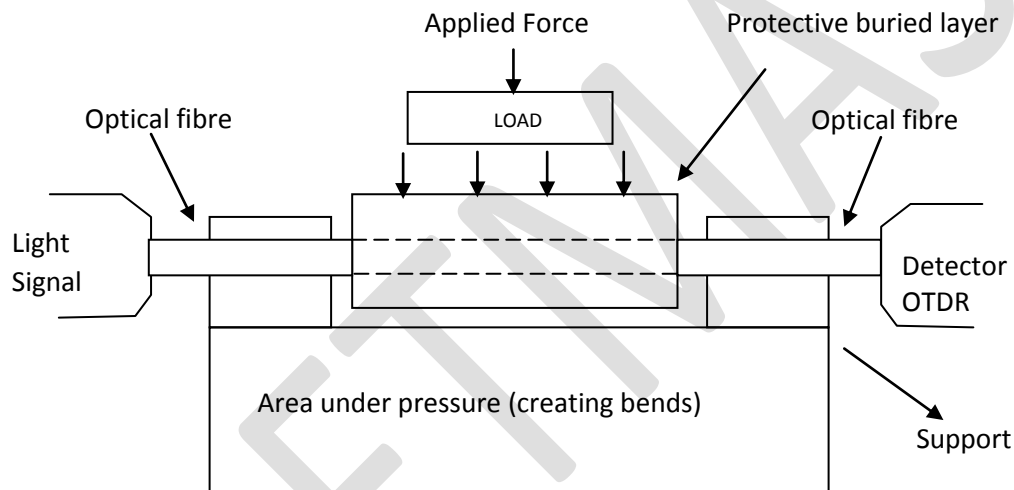 Applied Force
Protective buried layer
LOAD
Optical fibre
Optical fibre
Light
Signal
Detector
OTDR
Area under pressure (creating bends)
Support